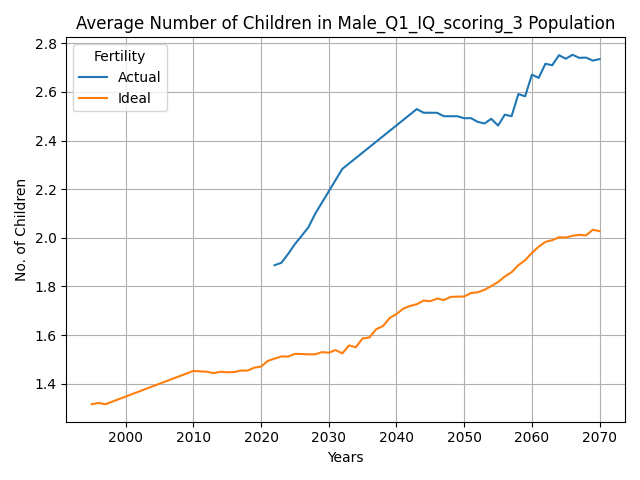 Average Number of Children in Male_Q1_IQ_scoring_3 Population
Fertility
Actual
Ideal
No. of Children
2.8
2.6
2.4
2.2
2.0
1.8
1.6
1.4
2000 2010 2020 2030 2040 2050 2060 2070
Years